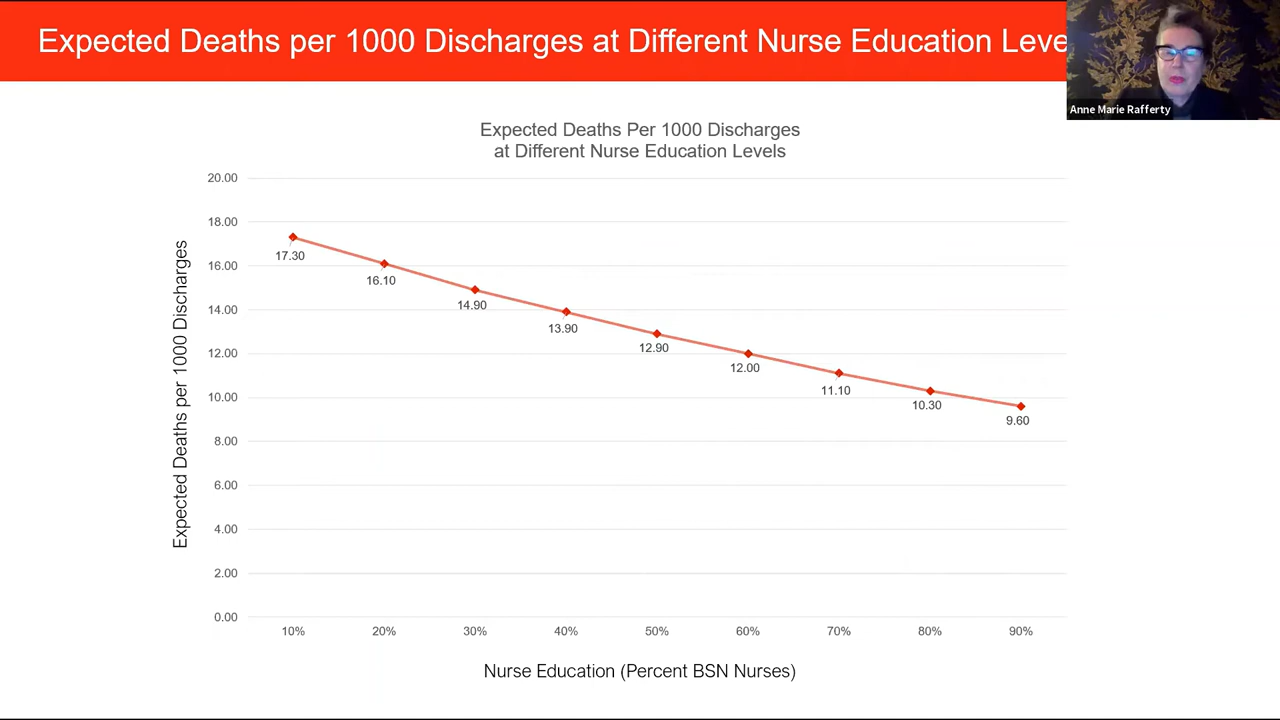 Expected Deaths per 1000 Discharges at Different Nurse Education Leve
Anne Marie Rafferty
Expected Deaths Per 1000 Discharges
at Different Nurse Education Levels
Expected Deaths per 1000 Discharges
20.00
18.00
16.00
14.00
12.00
10.00
8.00
6.00
4.00
2.00
0.00
17.30
16.10
14.90
13.90
12.90
12.00
11.10
10.30
9.60
10% 20% 30% 40% 50% 60% 70% 80% 90%
Nurse Education (Percent BSN Nurses)